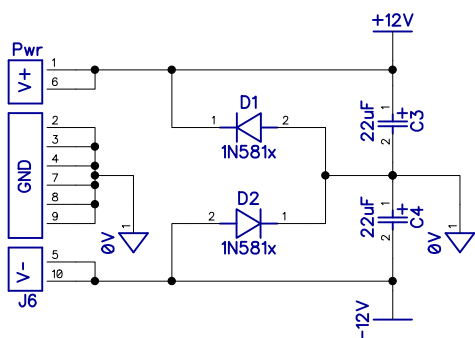 +12V
Pwr
V+
1
6
D1
1
2
1N581x
1
+
22uF
C3
2
GND
2
3
4
7
8
9
1
0V
D2
2
1
1N581x
1
+
22uF
C4
2
1
0V
V-
5
10
J6
-12V